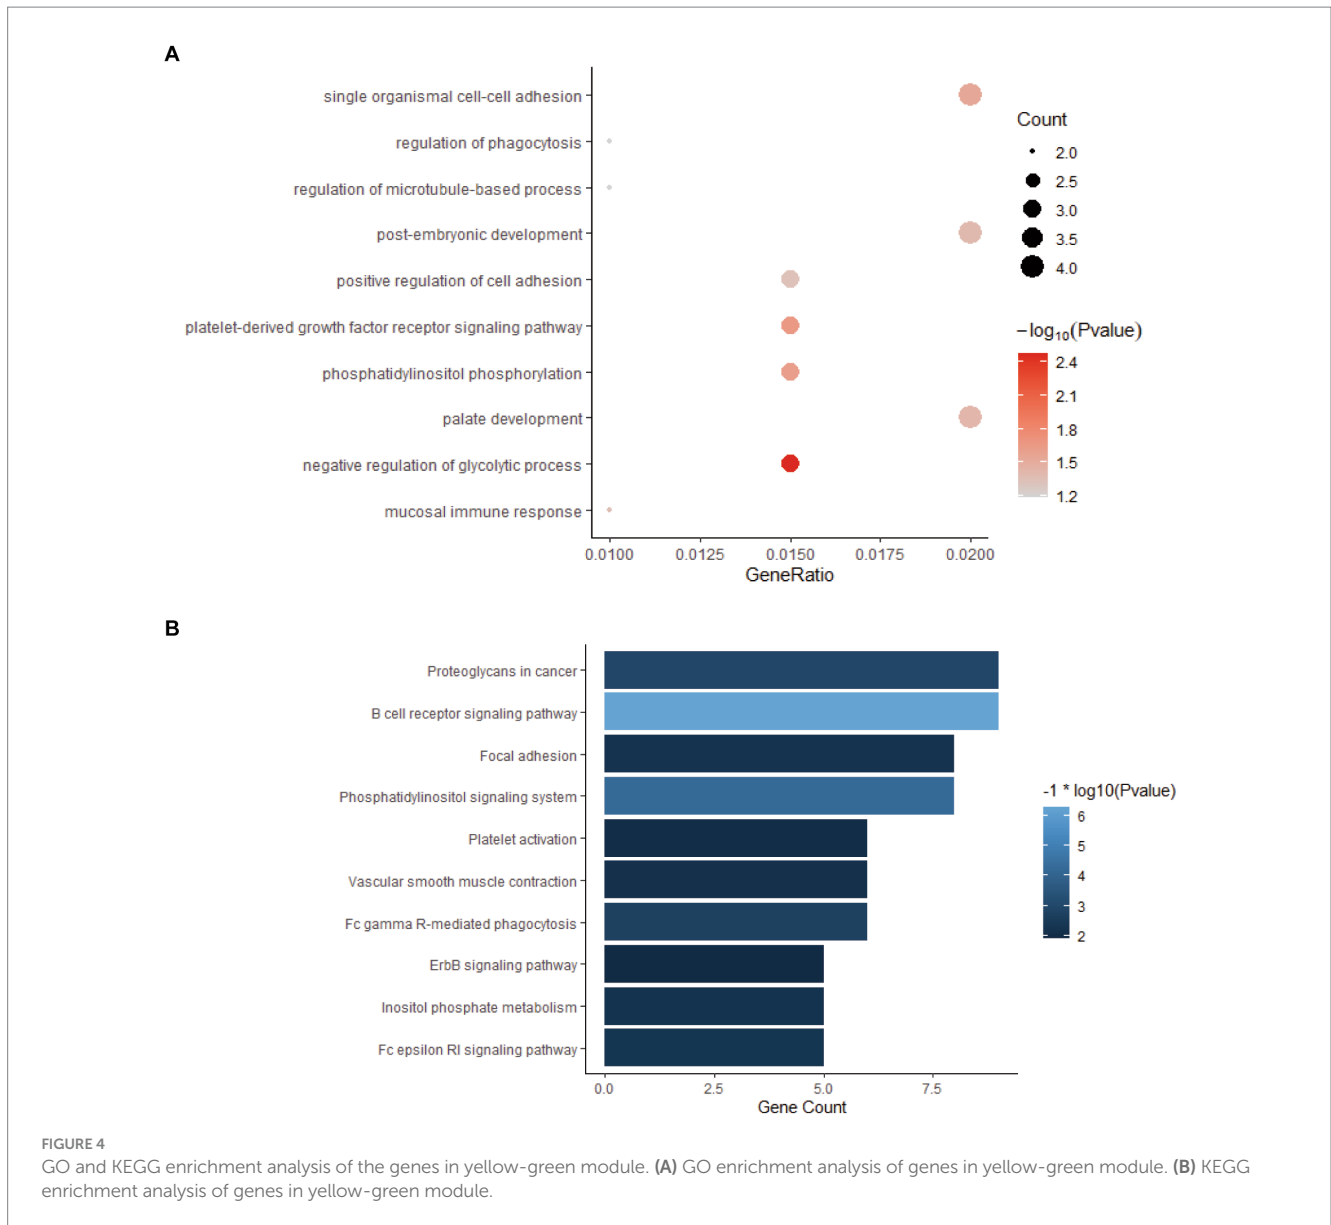 A
single organismal cell-cell adhesion
regulation of phagocytosis
regulation of microtubule-based process
post-embryonic development
positive regulation of cell adhesion
platelet-derived growth factor receptor signaling pathway
phosphatidylinositol phosphorylation
palate development
negative regulation of glycolytic process
mucosal immune response
0.0100 0.0125 0.0150 0.0175 0.0200
GeneRatio
Count
2.0
2.5
3.0
3.5
4.0
−log₁₀(Pvalue)
2.4
2.1
1.8
1.5
1.2
B
Proteoglycans in cancer
B cell receptor signaling pathway
Focal adhesion
Phosphatidylinositol signaling system
Platelet activation
Vascular smooth muscle contraction
Fc gamma R-mediated phagocytosis
ErbB signaling pathway
Inositol phosphate metabolism
Fc epsilon RI signaling pathway
0.0 2.5 5.0 7.5
Gene Count
-1 * log10(Pvalue)
6
5
4
3
2
FIGURE 4
GO and KEGG enrichment analysis of the genes in yellow-green module. (A) GO enrichment analysis of genes in yellow-green module. (B) KEGG
enrichment analysis of genes in yellow-green module.